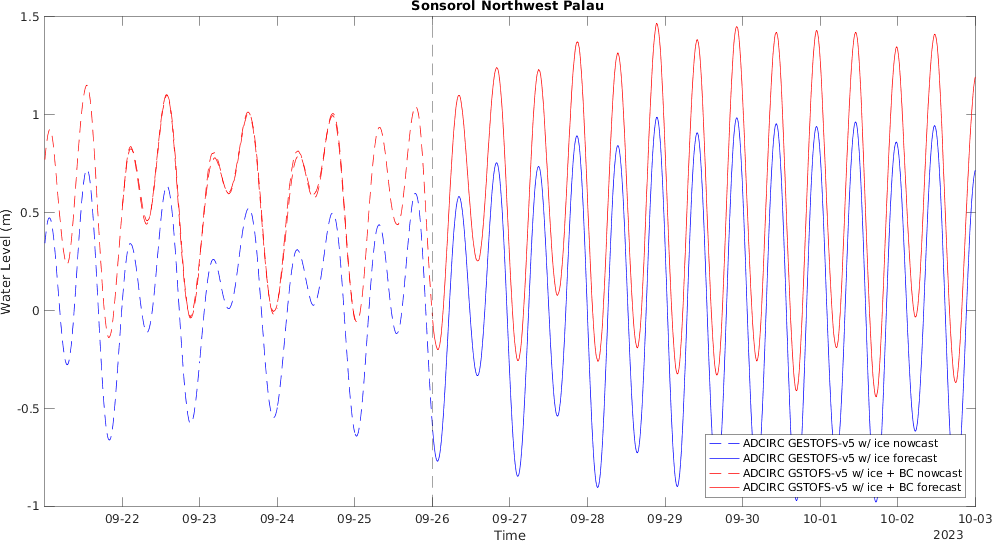 Sonsorol Northwest Palau
1.5
1
0.5
0
-0.5
-1
Water Level (m)
09-22
09-23
09-24
09-25
09-26
09-27
09-28
09-29
09-30
10-01
10-02
10-03
Time
2023
ADCIRC GESTOFS-v5 w/ ice nowcast
ADCIRC GESTOFS-v5 w/ ice forecast
ADCIRC GSTOFS-v5 w/ ice + BC nowcast
ADCIRC GSTOFS-v5 w/ ice + BC forecast